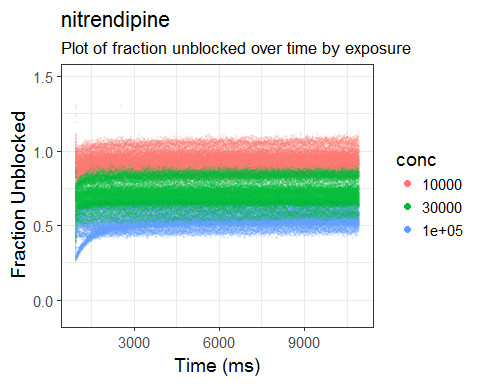 nitrendipine
Plot of fraction unblocked over time by exposure
1.5
1.0
0.5
0.0
Fraction Unblocked
3000 6000 9000
Time (ms)
conc
10000
30000
1e+05